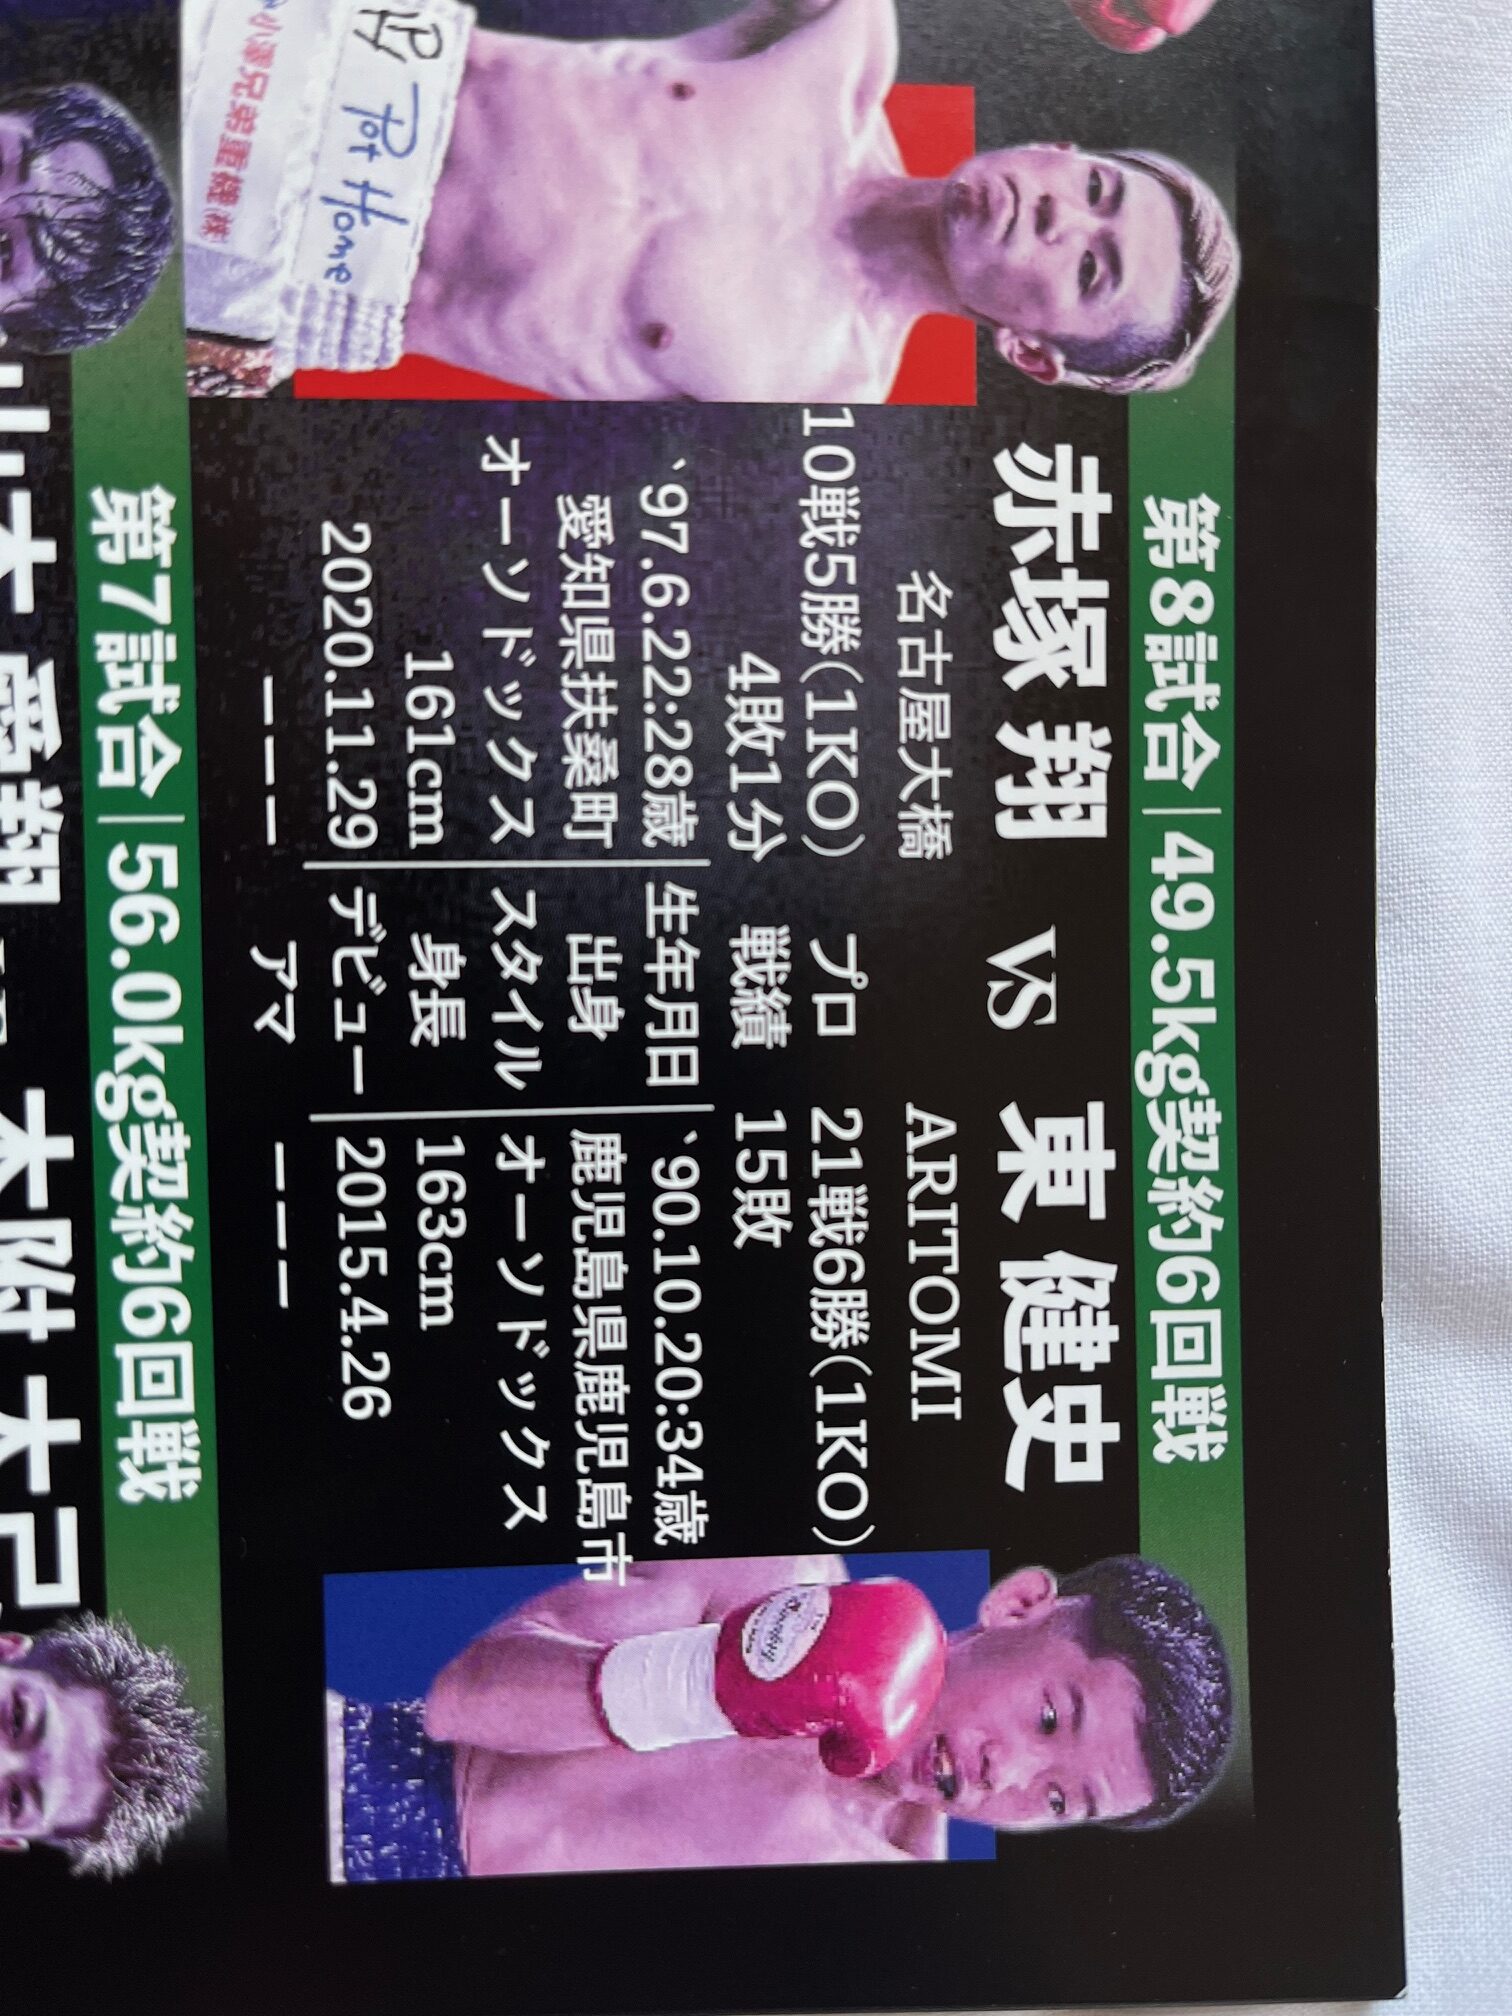 第8試合｜49.5kg契約6回戦
赤塚 翔 vs 東 健史
名古屋大橋 ARITOMI
10戦5勝(1KO) プロ 21戦6勝(1KO)
4敗1分 戦績 15敗
`97.6.22:28歳 生年月日 `90.10.20:34歳
愛知県扶桑町 出身 鹿児島県鹿児島市
オーソドックス スタイル オーソドックス
161cm 身長 163cm
2020.11.29 デビュー 2015.4.26
ーーー アマ ーーー
Pot Home
小澤兄弟重機㈱
第7試合｜56.0kg契約6回戦